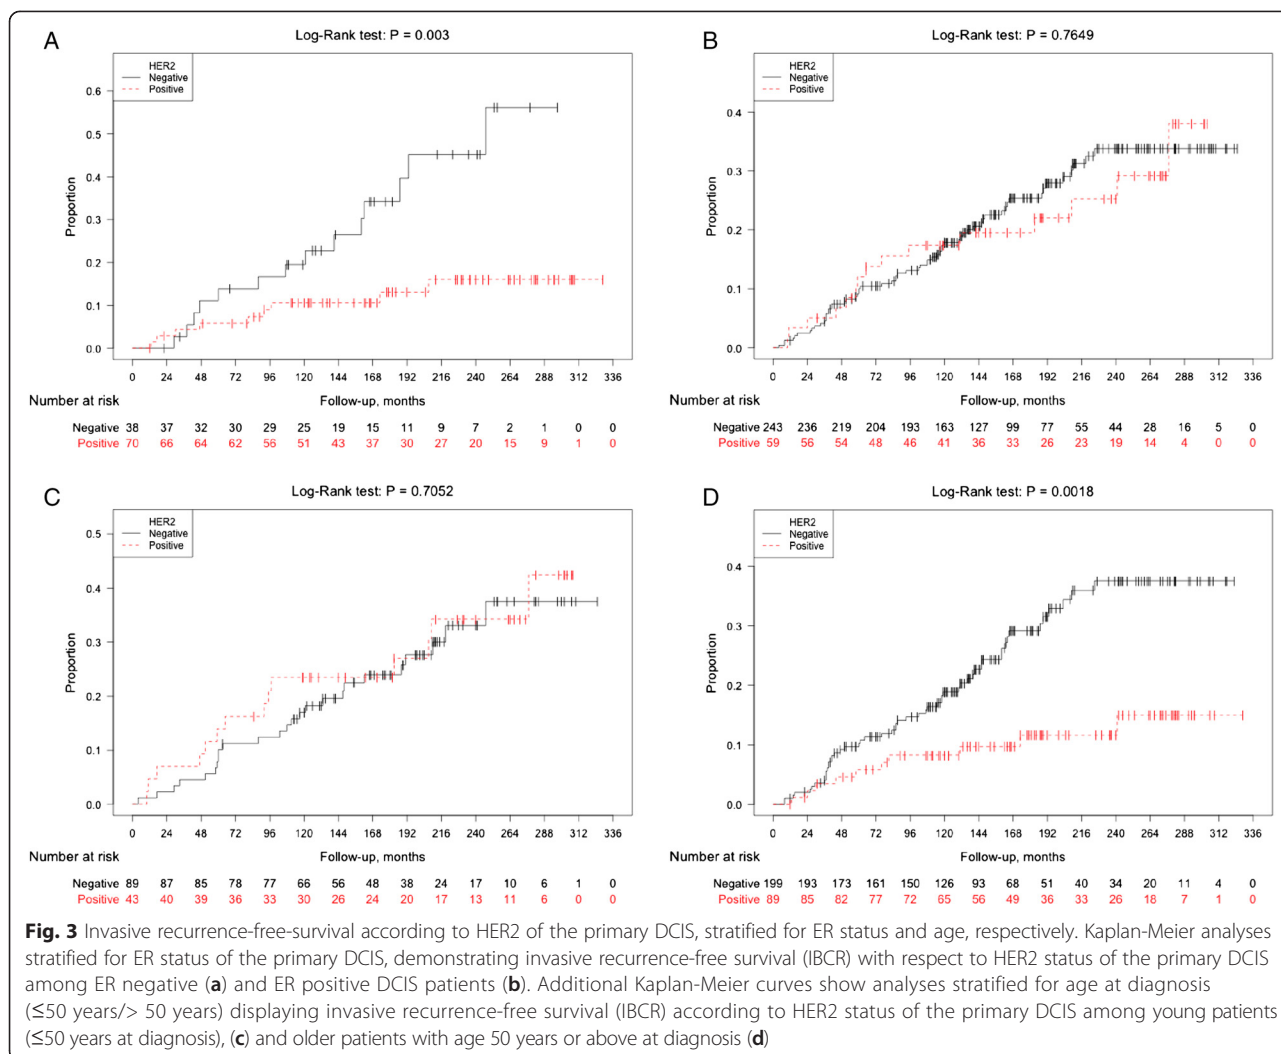 A
Log-Rank test: P = 0.003
HER2
Negative
Positive
0.6
0.5
0.4
0.3
0.2
0.1
0.0
Proportion
0 24 48 72 96 120 144 168 192 216 240 264 288 312 336
Number at risk
Follow-up, months
Negative 38 37 32 30 29 25 19 15 11 9 7 2 1 0 0
Positive 70 66 64 62 56 51 43 37 30 27 20 15 9 1 0
B
Log-Rank test: P = 0.7649
HER2
Negative
Positive
0.4
0.3
0.2
0.1
0.0
Proportion
0 24 48 72 96 120 144 168 192 216 240 264 288 312 336
Number at risk
Follow-up, months
Negative 243 236 219 204 193 163 127 99 77 55 44 28 16 5 0
Positive 59 56 54 48 46 41 36 33 26 23 19 14 4 0 0
C
Log-Rank test: P = 0.7052
HER2
Negative
Positive
0.5
0.4
0.3
0.2
0.1
0.0
Proportion
0 24 48 72 96 120 144 168 192 216 240 264 288 312 336
Number at risk
Follow-up, months
Negative 89 87 85 78 77 66 56 48 38 24 17 10 6 1 0
Positive 43 40 39 36 33 30 26 24 20 17 13 11 6 0 0
D
Log-Rank test: P = 0.0018
HER2
Negative
Positive
0.4
0.3
0.2
0.1
0.0
Proportion
0 24 48 72 96 120 144 168 192 216 240 264 288 312 336
Number at risk
Follow-up, months
Negative 199 193 173 161 150 126 93 68 51 40 34 20 11 4 0
Positive 89 85 82 77 72 65 56 49 36 33 26 18 7 1 0
Fig. 3 Invasive recurrence-free-survival according to HER2 of the primary DCIS, stratified for ER status and age, respectively. Kaplan-Meier analyses
stratified for ER status of the primary DCIS, demonstrating invasive recurrence-free survival (IBCR) with respect to HER2 status of the primary DCIS
among ER negative (a) and ER positive DCIS patients (b). Additional Kaplan-Meier curves show analyses stratified for age at diagnosis
(≤50 years/> 50 years) displaying invasive recurrence-free survival (IBCR) according to HER2 status of the primary DCIS among young patients
(≤50 years at diagnosis), (c) and older patients with age 50 years or above at diagnosis (d)